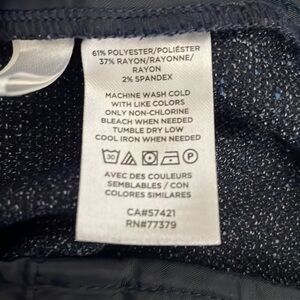 61% POLYESTER/POLIÉSTER
37% RAYON/RAYONNE/
RAYON
2% SPANDEX
MACHINE WASH COLD
WITH LIKE COLORS
ONLY NON-CHLORINE
BLEACH WHEN NEEDED
TUMBLE DRY LOW
COOL IRON WHEN NEEDED
30 P
AVEC DES COULEURS
SEMBLABLES / CON
COLORES SIMILARES
CA#57421
RN#77379